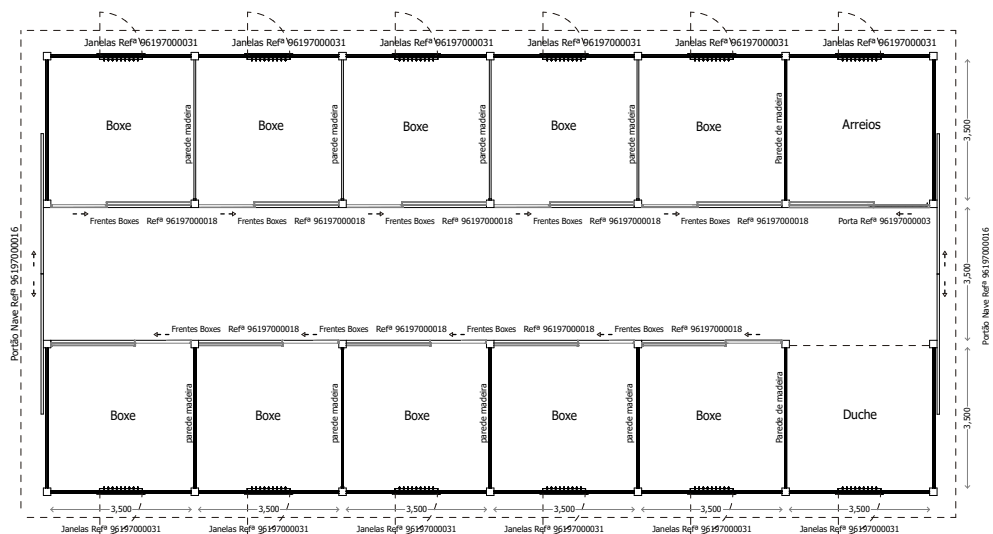 Janelas Refª 96197000031 Janelas Refª 96197000031 Janelas Refª 96197000031 Janelas Refª 96197000031 Janelas Refª 96197000031 Janelas Refª 96197000031
Boxe Boxe Boxe Boxe Boxe Arreios
parede madeira
parede madeira
parede madeira
Parede de madeira
3,500
Frentes Boxes Refª 96197000018 Frentes Boxes Refª 96197000018 Frentes Boxes Refª 96197000018 Frentes Boxes Refª 96197000018 Frentes Boxes Refª 96197000018 Porta Refª 96197000003
Portão Nave Refª 96197000016
3,500
Portão Nave Refª 96197000016
Frentes Boxes Refª 96197000018 Frentes Boxes Refª 96197000018 Frentes Boxes Refª 96197000018 Frentes Boxes Refª 96197000018
Boxe Boxe Boxe Boxe Boxe Duche
parede madeira
parede madeira
parede madeira
Parede de madeira
3,500
3,500 3,500 3,500 3,500 3,500 3,500
Janelas Refª 96197000031 Janelas Refª 96197000031 Janelas Refª 96197000031 Janelas Refª 96197000031 Janelas Refª 96197000031 Janelas Refª 96197000031